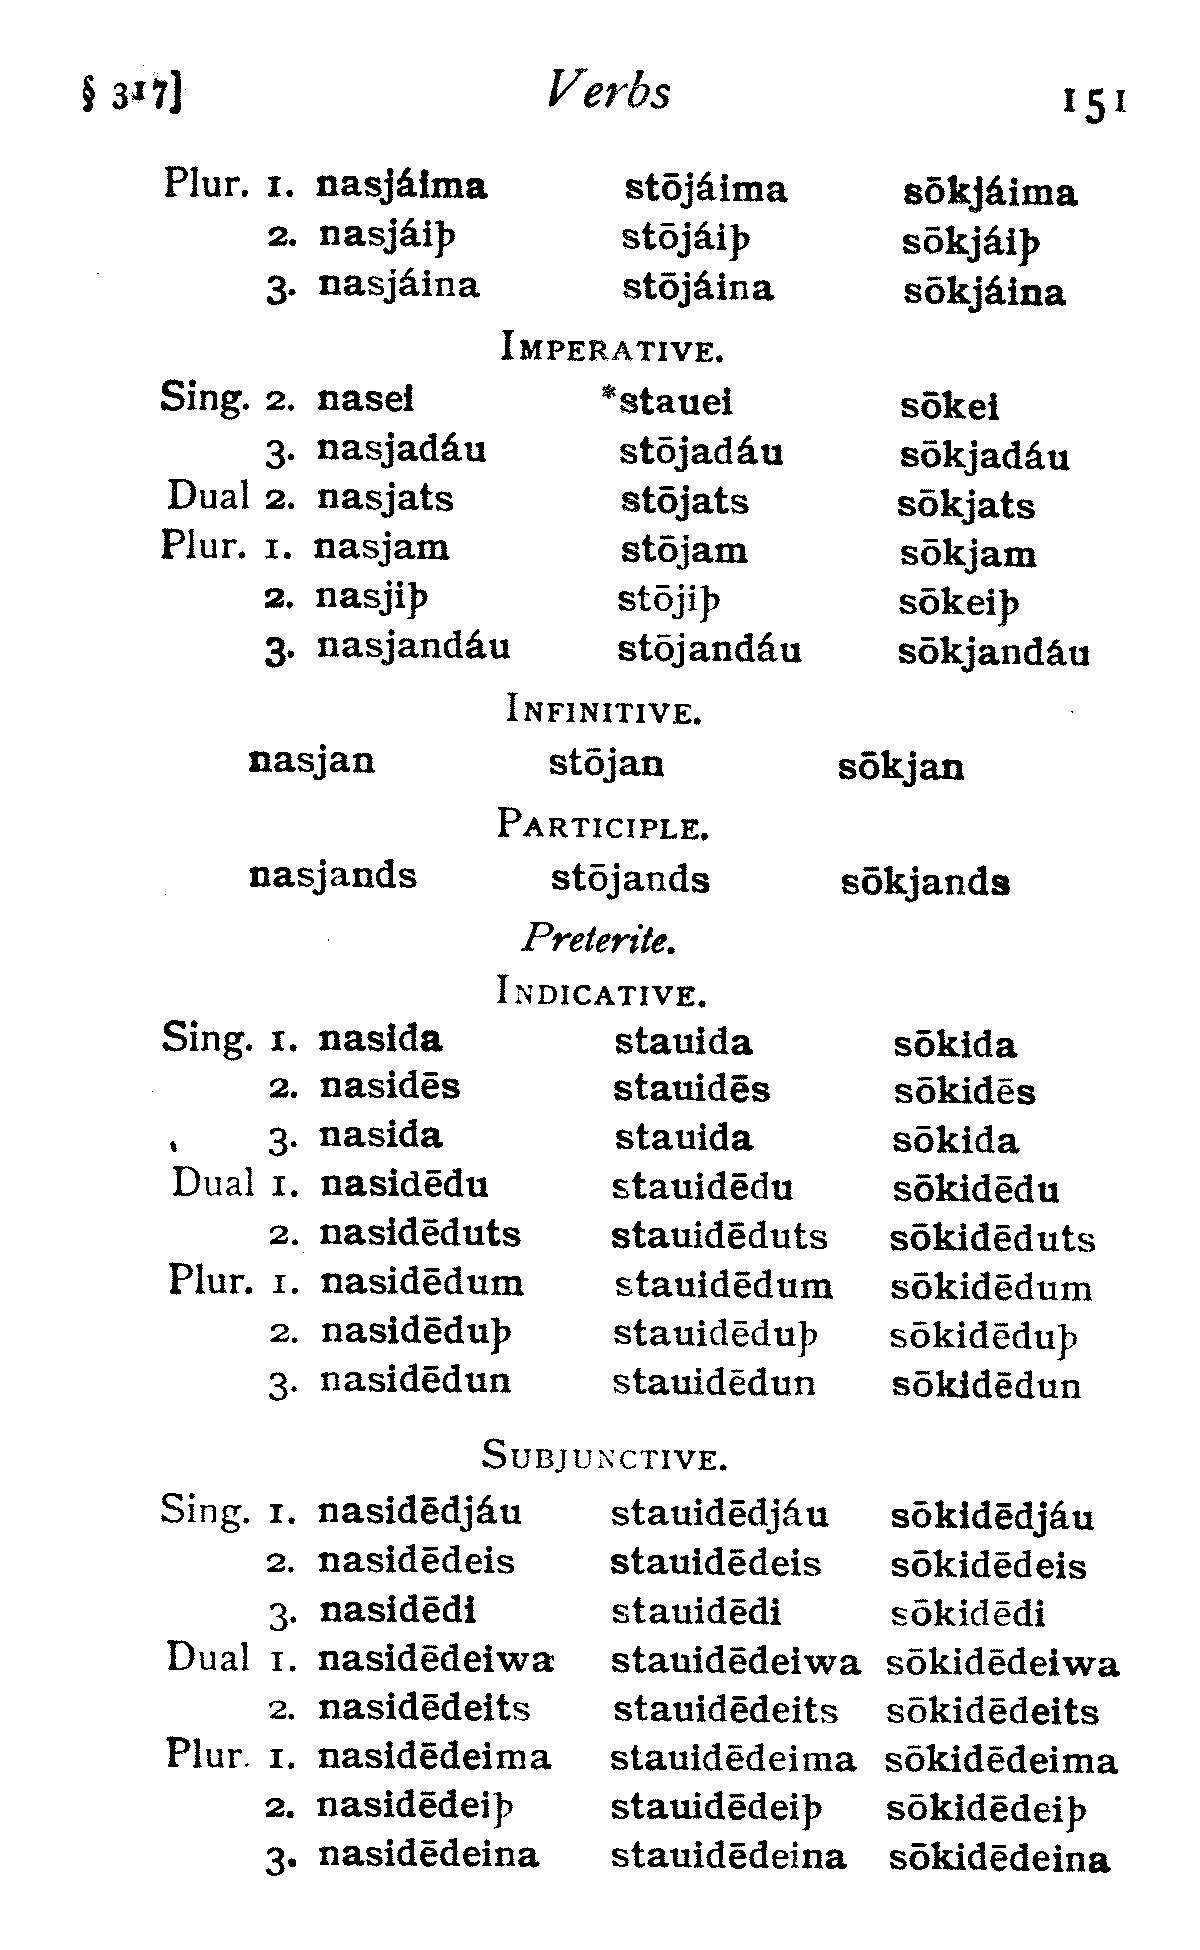 § 317] Verbs 151
Plur. 1. nasjáima stōjáima sōkjáima
2. nasjáiþ stōjáiþ sōkjáiþ
3. nasjáina stōjáina sōkjáina
IMPERATIVE.
Sing. 2. nasei *stauei sōkei
3. nasjadáu stōjadáu sōkjadáu
Dual 2. nasjats stōjats sōkjats
Plur. 1. nasjam stōjam sōkjam
2. nasjiþ stōjiþ sōkeiþ
3. nasjandáu stōjandáu sōkjandáu
INFINITIVE.
nasjan stōjan sōkjan
PARTICIPLE.
nasjands stōjands sōkjands
Preterite.
INDICATIVE.
Sing. 1. nasida stauida sōkida
2. nasidēs stauidēs sōkidēs
3. nasida stauida sōkida
Dual 1. nasidēdu stauidēdu sōkidēdu
2. nasidēduts stauidēduts sōkidēduts
Plur. 1. nasidēdum stauidēdum sōkidēdum
2. nasidēduþ stauidēduþ sōkidēduþ
3. nasidēdun stauidēdun sōkidēdun
SUBJUNCTIVE.
Sing. 1. nasidēdjáu stauidēdjáu sōkidēdjáu
2. nasidēdeis stauidēdeis sōkidēdeis
3. nasidēdi stauidēdi sōkidēdi
Dual 1. nasidēdeiwa stauidēdeiwa sōkidēdeiwa
2. nasidēdeits stauidēdeits sōkidēdeits
Plur. 1. nasidēdeima stauidēdeima sōkidēdeima
2. nasidēdeiþ stauidēdeiþ sōkidēdeiþ
3. nasidēdeina stauidēdeina sōkidēdeina